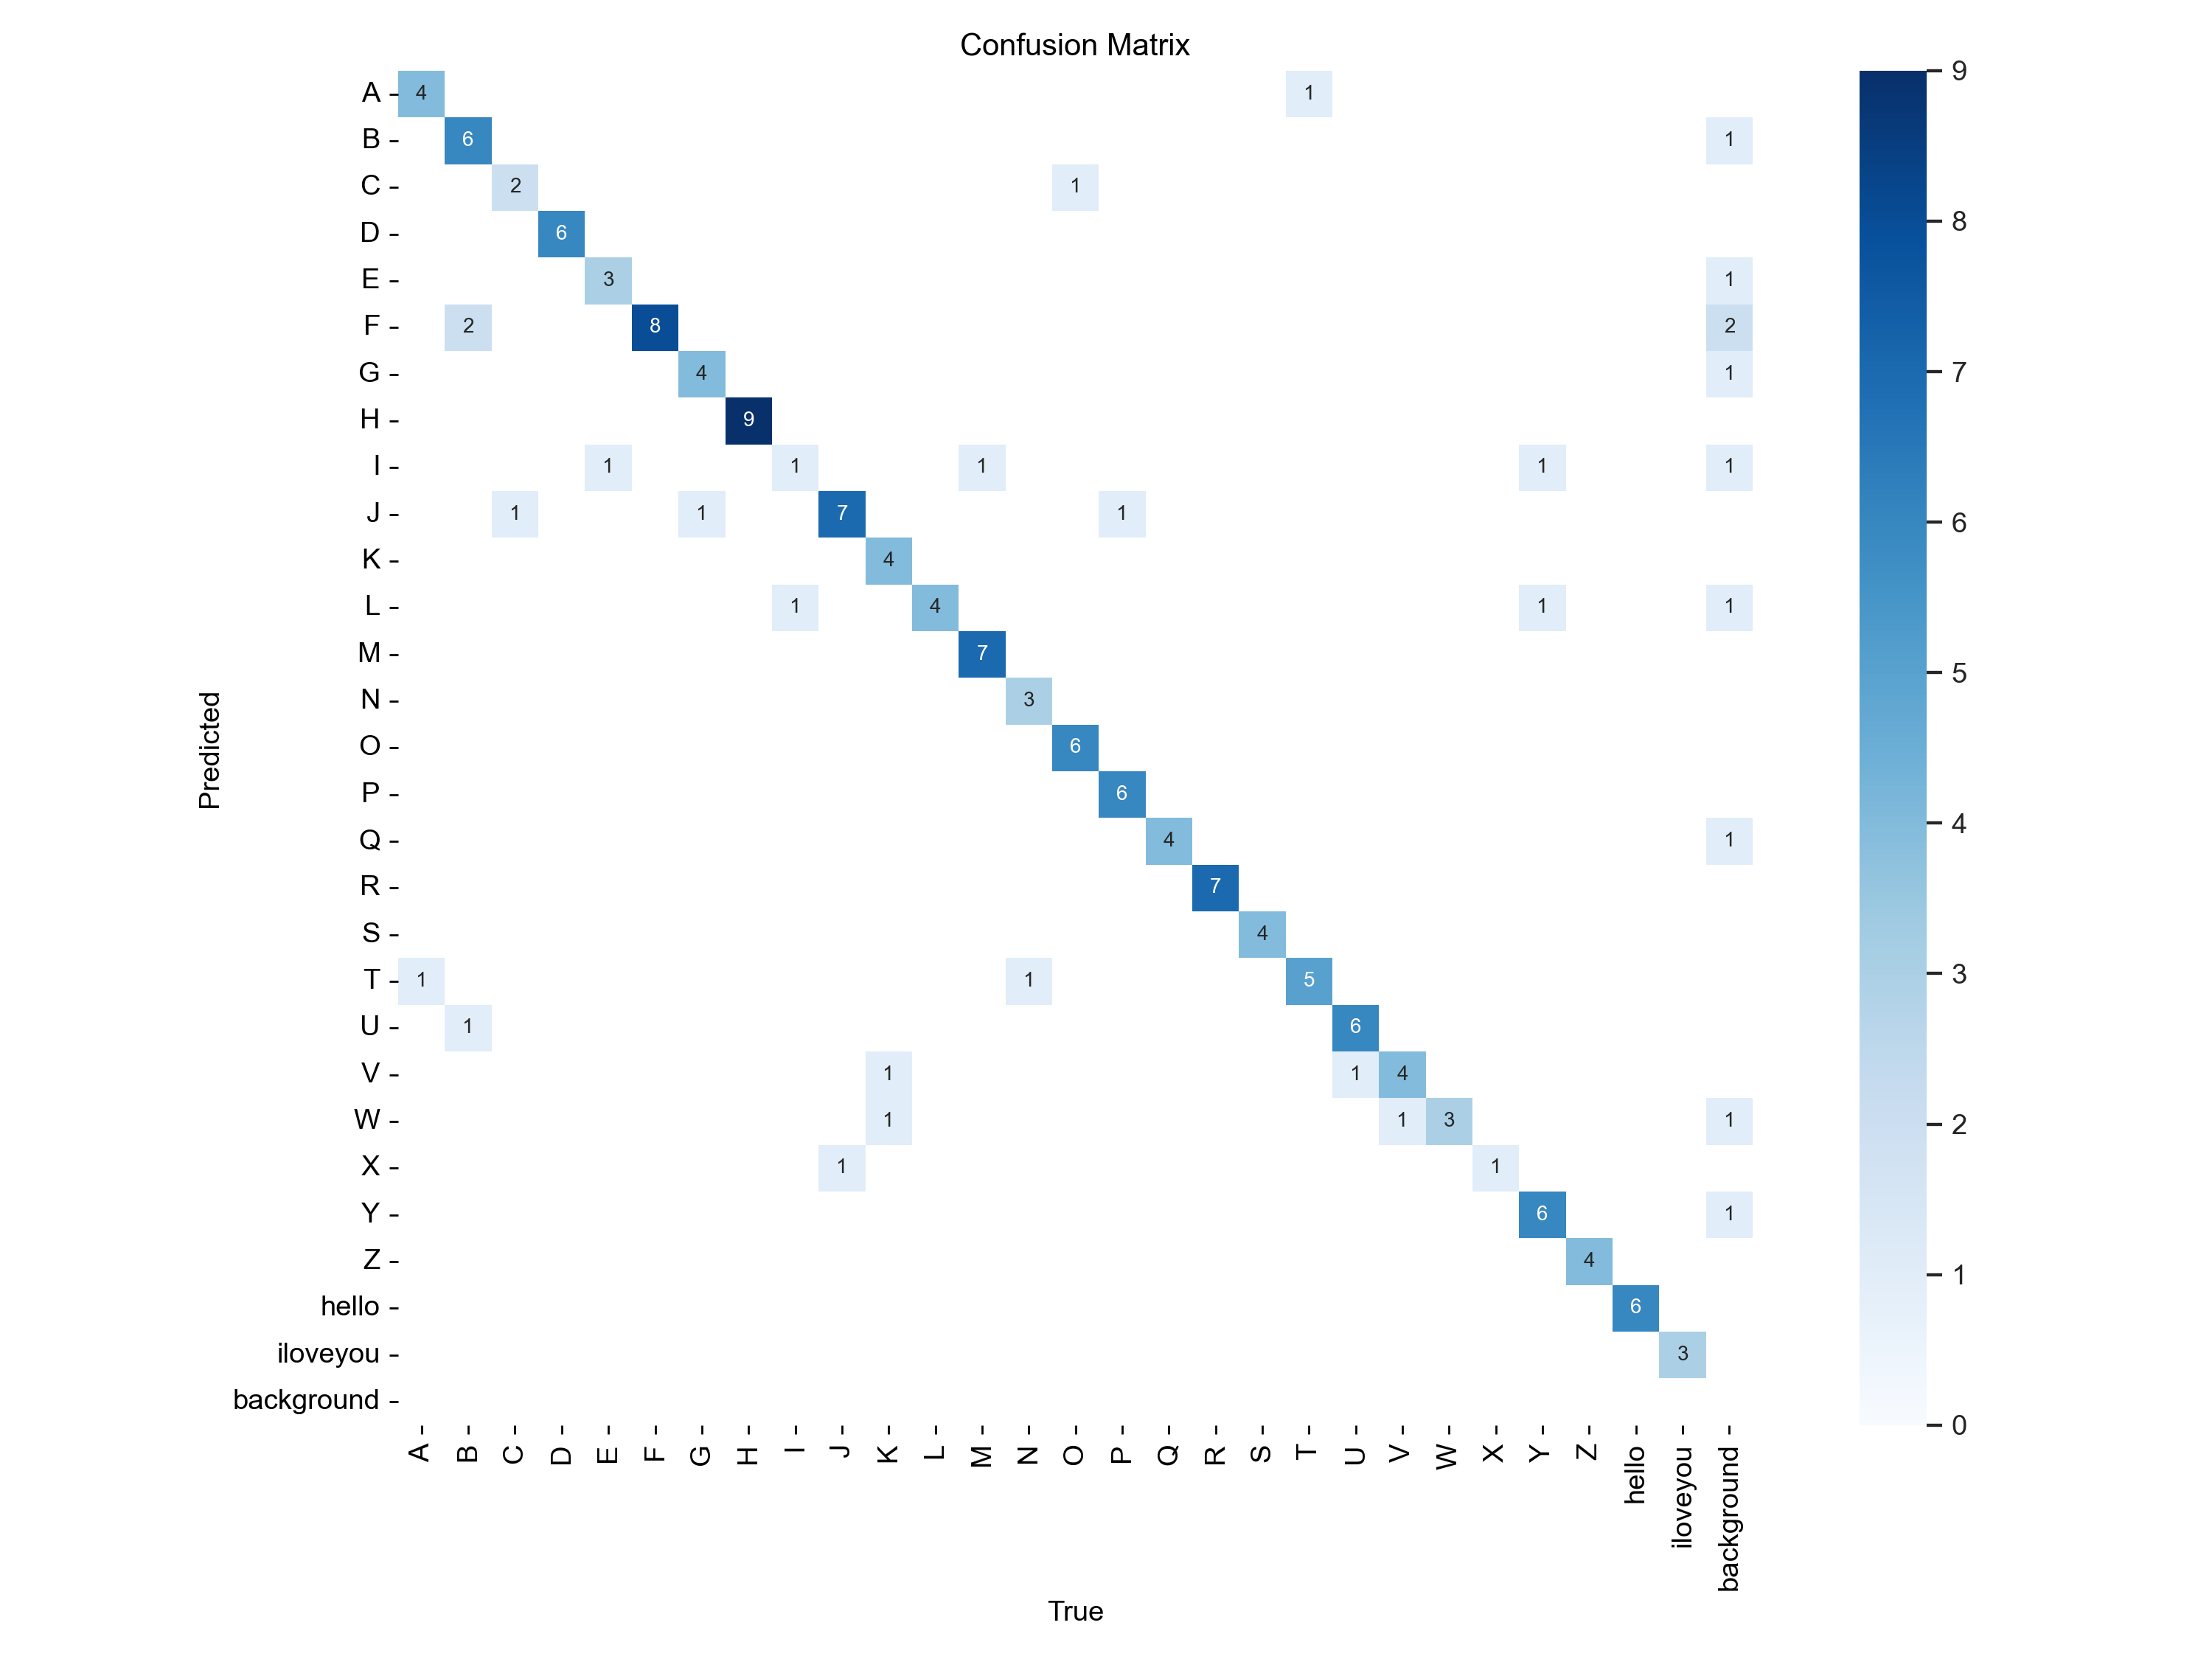 Confusion Matrix
A 4 1 9
B 6 1
C 2 1 8
D 6
E 3 1
F 2 8 2
G 4 1 7
H 9
I 1 1 1 1 1
J 1 1 7 1 6
K 4
L 1 4 1 1
M 7 5
N 3
O 6
P 6
Q 4 1 4
R 7
S 4
T 1 1 5 3
U 1 6
V 1 1 4
W 1 1 3 1 2
X 1 1
Y 6 1
Z 4 1
hello 6
iloveyou 3
background 0
Predicted
A B C D E F G H I J K L M N O P Q R S T U V W X Y Z hello iloveyou background
True